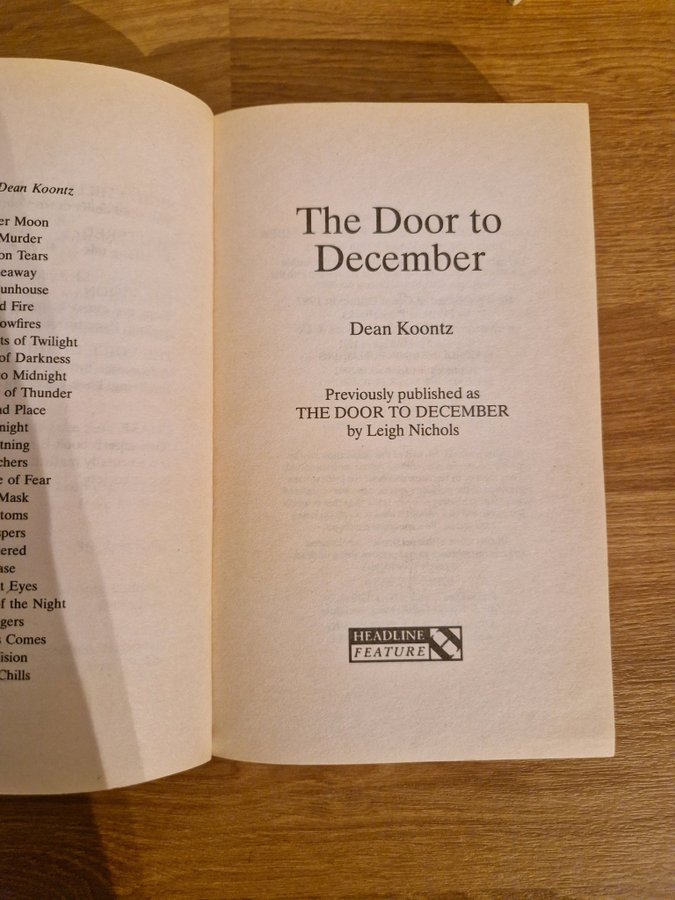 Dean Koontz
er Moon
Murder
on Tears
eaway
unhouse
d Fire
owfires
ts of Twilight
of Darkness
to Midnight
of Thunder
nd Place
night
tning
chers
e of Fear
Mask
toms
spers
ered
ase
t Eyes
f the Night
gers
s Comes
ision
Chills
The Door to
December
Dean Koontz
Previously published as
THE DOOR TO DECEMBER
by Leigh Nichols
HEADLINE
FEATURE